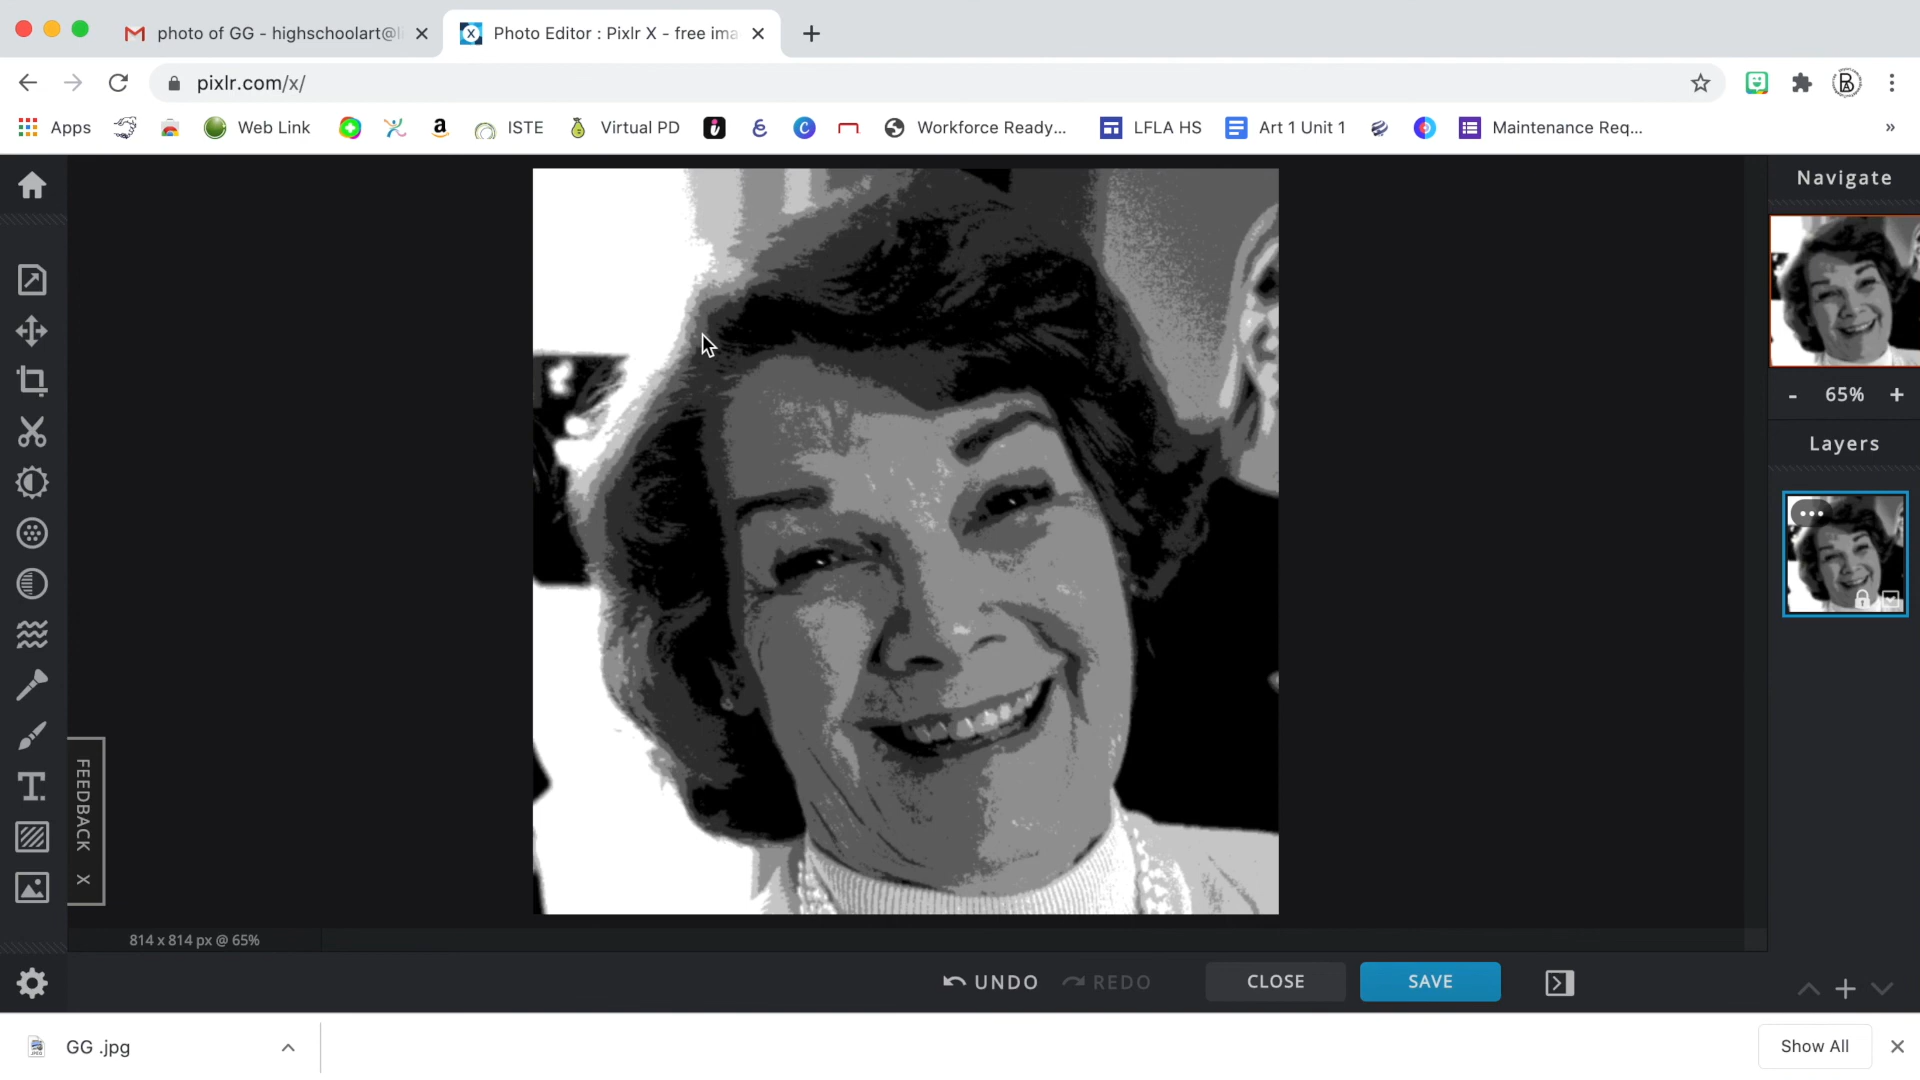 photo of GG - highschoolart@l
Photo Editor : Pixlr X - free ima
pixlr.com/x/
Apps
Web Link
ISTE
Virtual PD
Workforce Ready...
LFLA HS
Art 1 Unit 1
Maintenance Req...
»
Navigate
- 65% +
Layers
FEEDBACK X
814 x 814 px @ 65%
UNDO
REDO
CLOSE
SAVE
GG .jpg
Show All